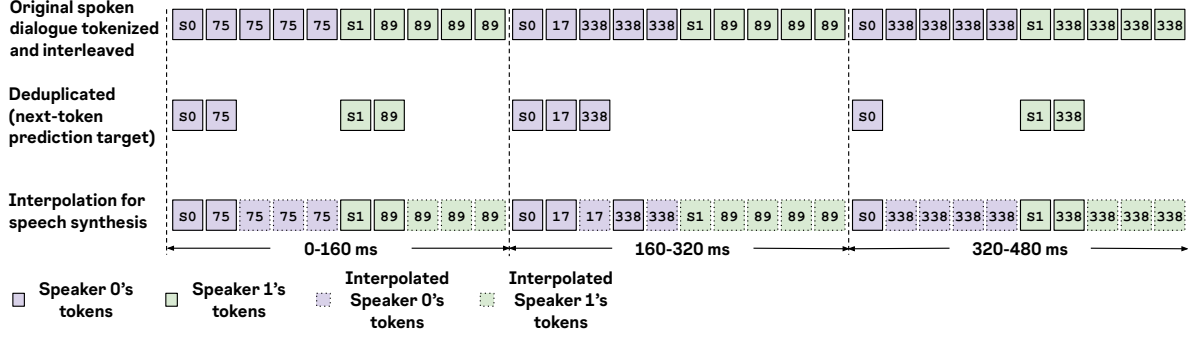 Original spoken
dialogue tokenized
and interleaved
S0 75 75 75 75 S1 89 89 89 89 S0 17 338 338 338 S1 89 89 89 89 S0 338 338 338 338 S1 338 338 338 338
Deduplicated
(next-token
prediction target)
S0 75 S1 89 S0 17 338 S0 S1 338
Interpolation for
speech synthesis
S0 75 75 75 75 S1 89 89 89 89 S0 17 17 338 338 S1 89 89 89 89 S0 338 338 338 338 S1 338 338 338 338
0-160 ms 160-320 ms 320-480 ms
Speaker 0's
tokens
Speaker 1's
tokens
Interpolated
Speaker 0's
tokens
Interpolated
Speaker 1's
tokens